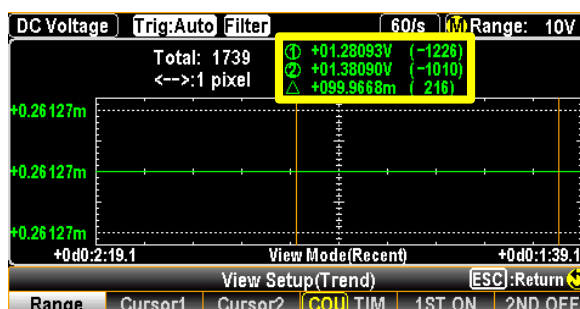 DC Voltage Trig:Auto Filter 60/s M Range: 10V
Total: 1739
<-->:1 pixel
① +01.28093V (-1226)
② +01.38090V (-1010)
△ +099.9668m ( 216)
+0.26127m
+0.26127m
+0.26127m
+0d0:2:19.1 View Mode(Recent) +0d0:1:39.1
View Setup(Trend) ESC:Return
Range Cursor1 Cursor2 COU TIM 1ST ON 2ND OFF